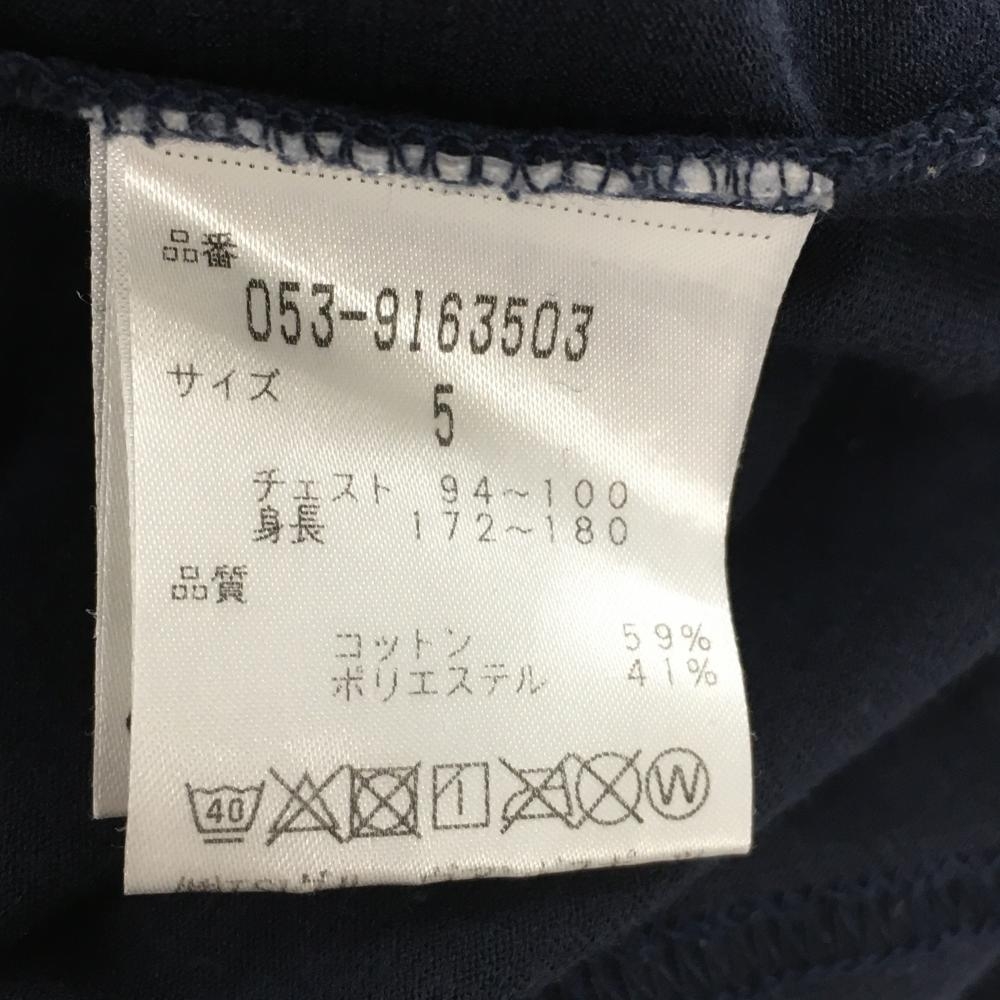 品番
053-9163503
サイズ
5
チェスト 94～100
身長 172～180
品質
コットン 59%
ポリエステル 41%
40
W